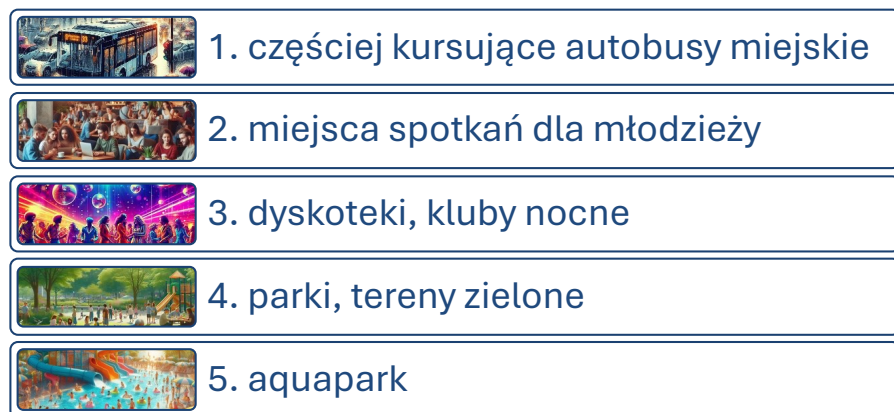 1. częściej kursujące autobusy miejskie
2. miejsca spotkań dla młodzieży
3. dyskoteki, kluby nocne
4. parki, tereny zielone
5. aquapark